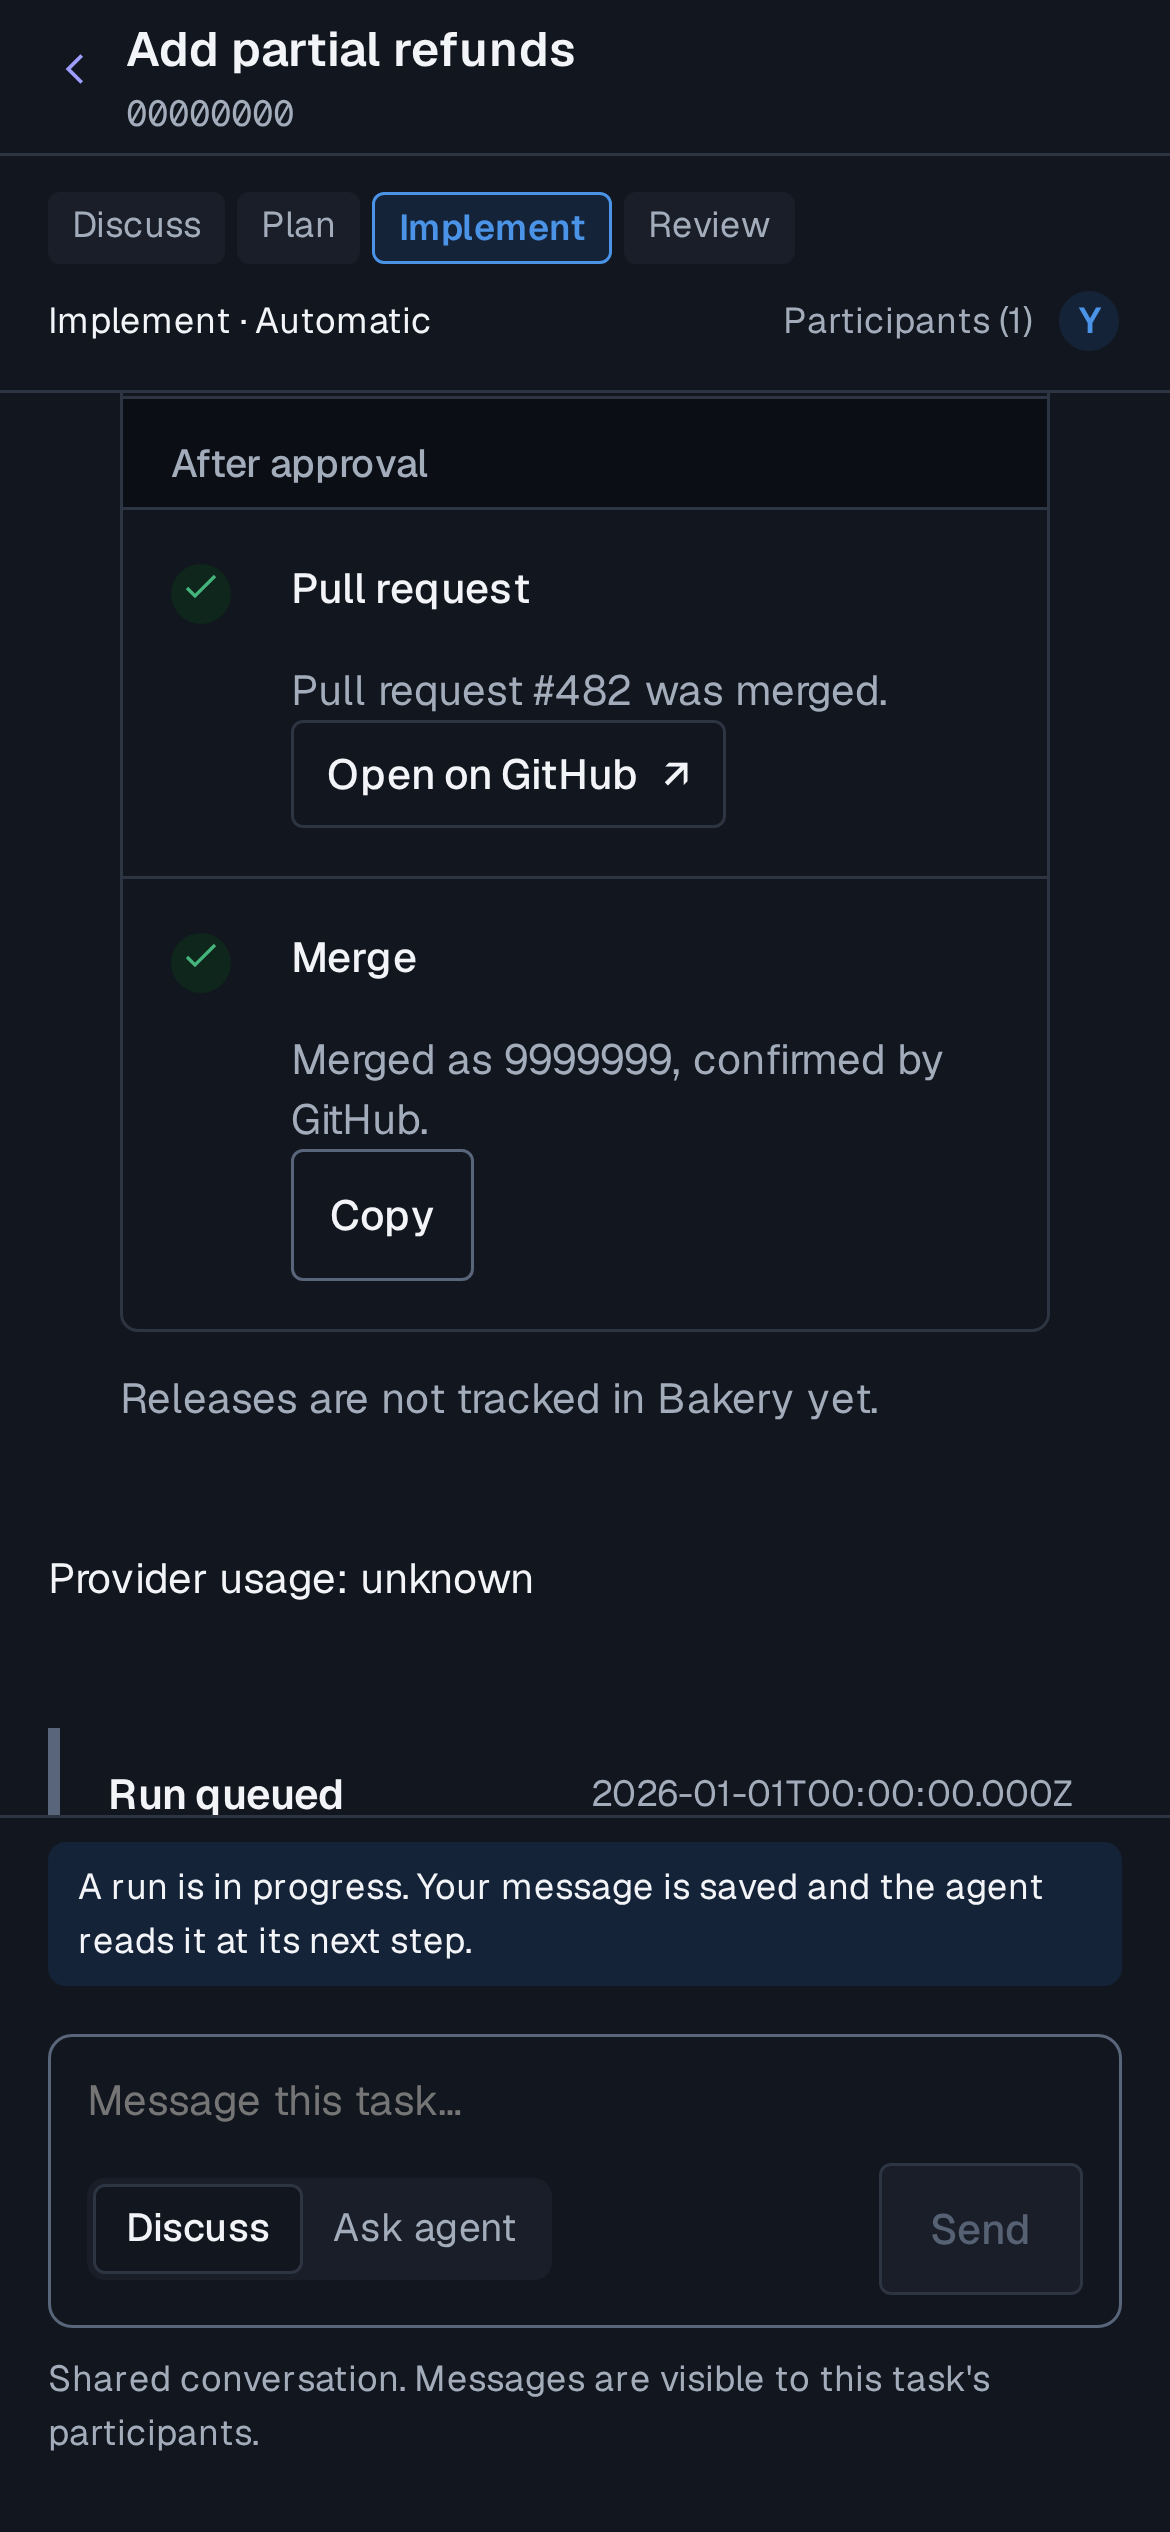 Add partial refunds
00000000
Discuss
Plan
Implement
Review
Implement · Automatic
Participants (1)
Y
After approval
Pull request
Pull request #482 was merged.
Open on GitHub ↗
Merge
Merged as 9999999, confirmed by
GitHub.
Copy
Releases are not tracked in Bakery yet.
Provider usage: unknown
Run queued
2026-01-01T00:00:00.000Z
A run is in progress. Your message is saved and the agent
reads it at its next step.
Message this task…
Discuss
Ask agent
Send
Shared conversation. Messages are visible to this task's
participants.